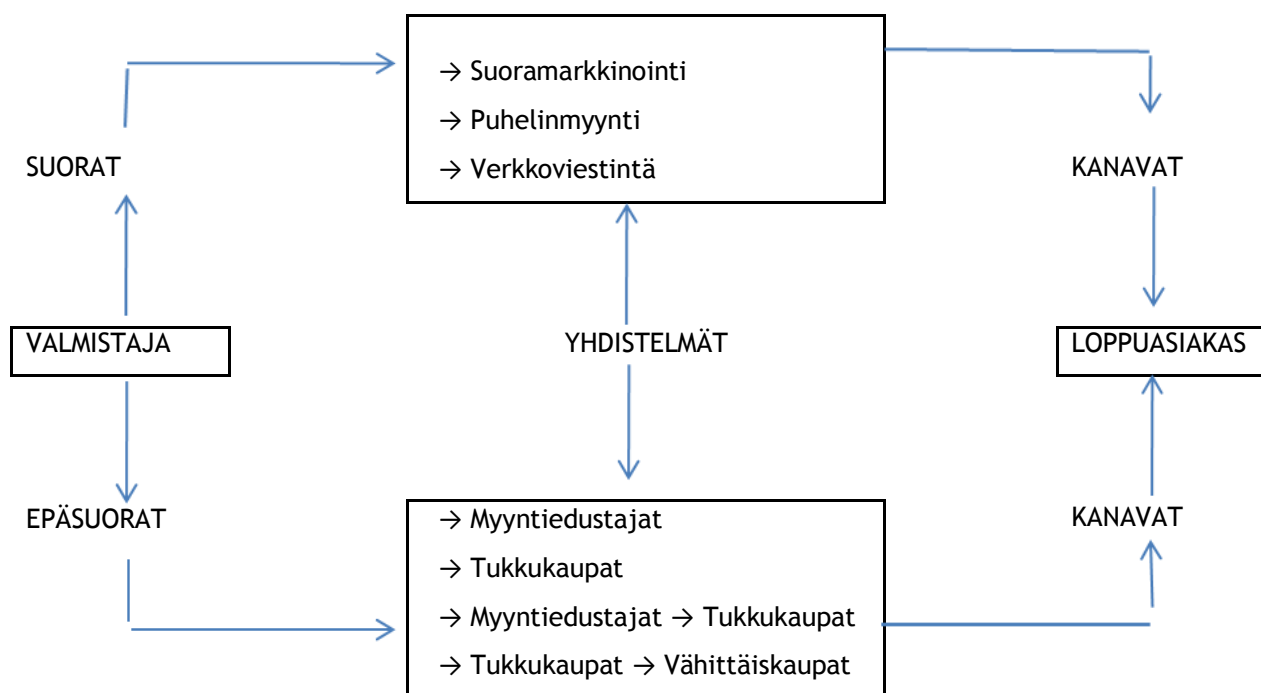 → Suoramarkkinointi
→ Puhelinmyynti
SUORAT
→ Verkkoviestintä
KANAVAT
VALMISTAJA
YHDISTELMÄT
LOPPUASIAKAS
EPÄSUORAT
→ Myyntiedustajat
KANAVAT
→ Tukkukaupat
→ Myyntiedustajat → Tukkukaupat
→ Tukkukaupat → Vähittäiskaupat